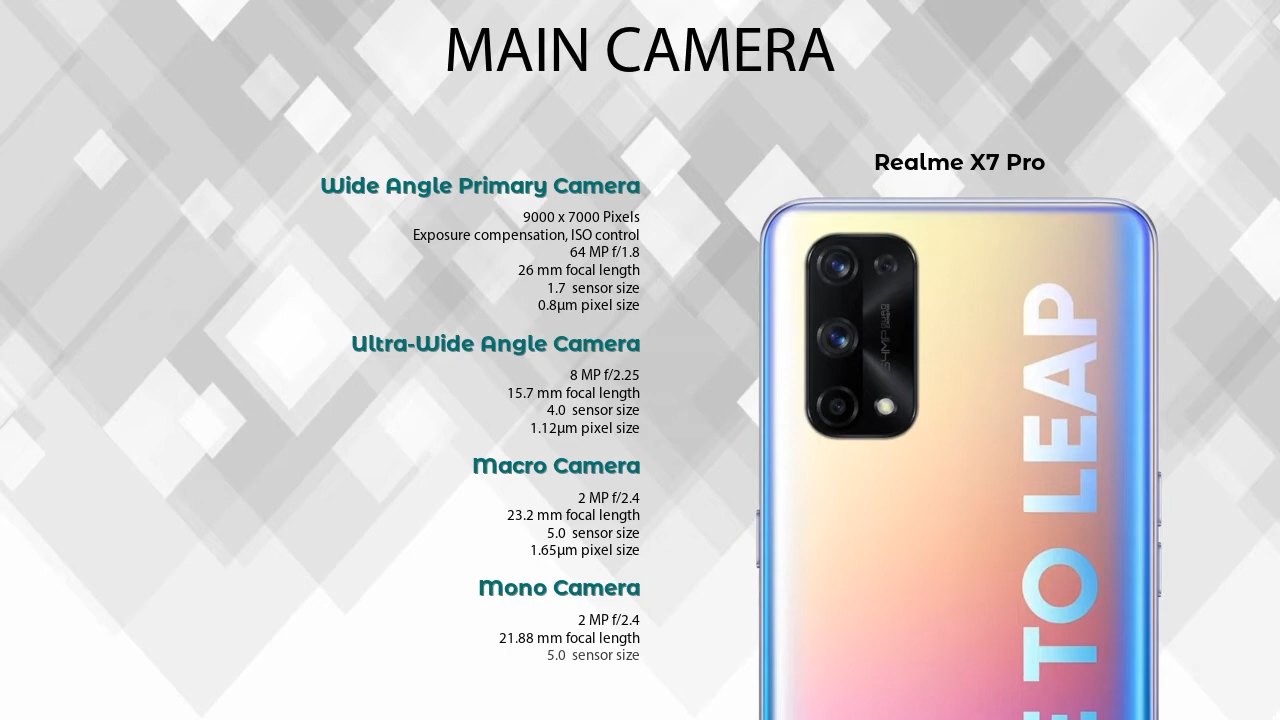 MAIN CAMERA
Realme X7 Pro
Wide Angle Primary Camera
9000 x 7000 Pixels
Exposure compensation, ISO control
64 MP f/1.8
26 mm focal length
1.7 sensor size
0.8µm pixel size
Ultra-Wide Angle Camera
8 MP f/2.25
15.7 mm focal length
4.0 sensor size
1.12µm pixel size
Macro Camera
2 MP f/2.4
23.2 mm focal length
5.0 sensor size
1.65µm pixel size
Mono Camera
2 MP f/2.4
21.88 mm focal length
5.0 sensor size
TO LEAP